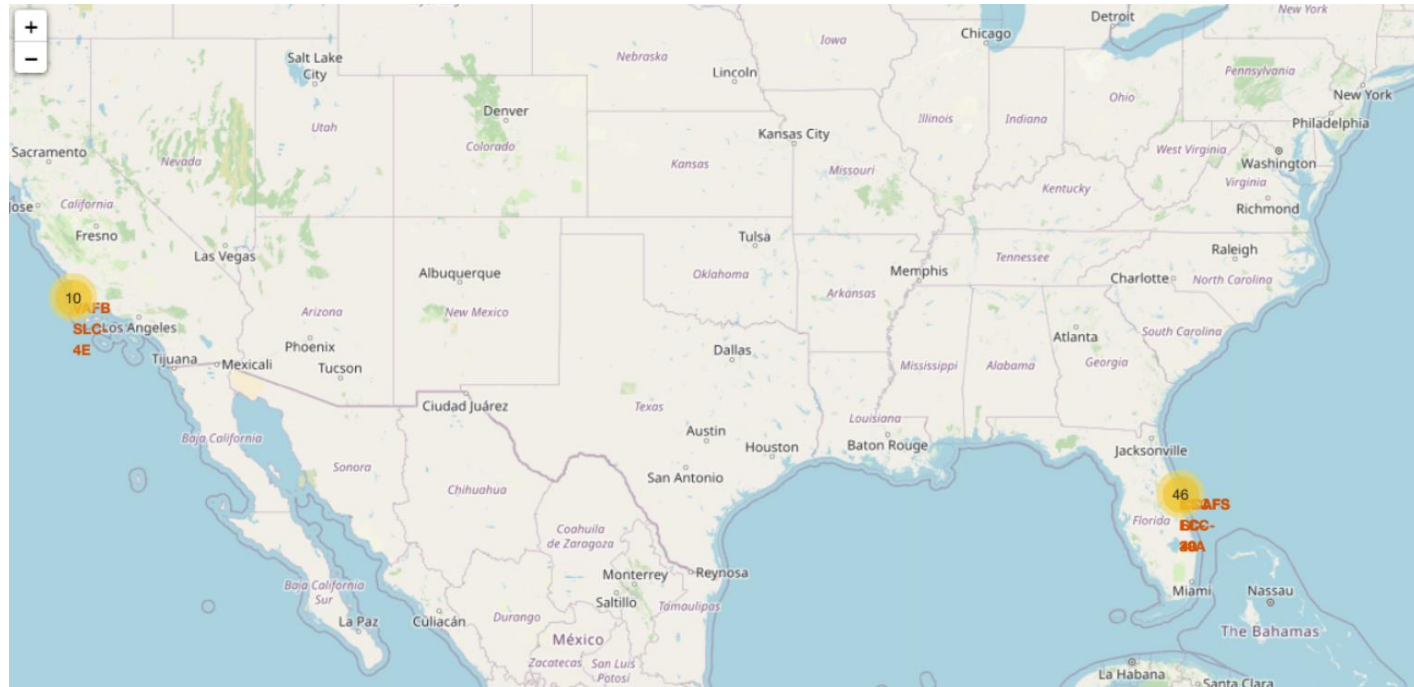 +
−
Detroit
New York
Chicago
Iowa
Salt Lake
City
Nebraska
Lincoln
Pennsylvania
New York
Ohio
Denver
Utah
Illinois
Indiana
Philadelphia
Kansas City
Colorado
Sacramento
Nevada
Kansas
Missouri
West Virginia
Washington
Virginia
Kentucky
Jose
California
Richmond
Fresno
Tulsa
Las Vegas
Raleigh
Tennessee
Albuquerque
Oklahoma
Memphis
Charlotte
North Carolina
Arkansas
10
Arizona
New Mexico
SLC-
Los Angeles
4E
South Carolina
Phoenix
Atlanta
Dallas
Tijuana
Mexicali
Tucson
Mississippi
Alabama
Georgia
Ciudad Juárez
Texas
Louisiana
Austin
Baja California
Houston
Baton Rouge
Jacksonville
Sonora
San Antonio
Chihuahua
46
Florida
Coahuila
de Zaragoza
Monterrey
Reynosa
Baja California
Sur
Saltillo
Miami
Nassau
Tamaulipas
La Paz
Culiacán
Durango
México
The Bahamas
Zacatecas
San Luis
Potosí
La Habana
Santa Clara